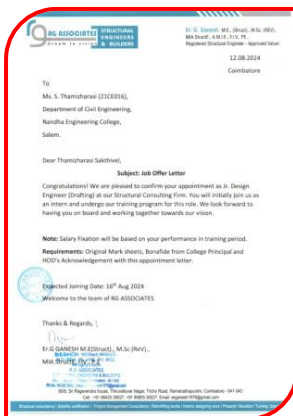 RG ASSOCIATES STRUCTURAL ENGINEERS & BUILDERS
Dream to vision
Er. G. Ganesh, M.E., (Struct)., M.Sc. (REV).,
Registered Structural Engineer - Approved Valuer
12.08.2024
Coimbatore
To
Ms. S. Thamizharasi (21CE016),
Department of Civil Engineering,
Nandha Engineering College,
Salem.
Dear Thamizharasi Sakthivel,
Subject: Job Offer Letter
Congratulations! We are pleased to confirm your appointment as Jr. Design
Engineer (Drafting) at our Structural Consulting Firm. You will initially join us as
an intern and undergo our training program for this role. We look forward to
having you on board and working together towards our vision.
Note: Salary Fixation will be based on your performance in training period.
Requirements: Original Mark sheets, Bonafide from College Principal and
HOD's Acknowledgement with this appointment letter.
Expected Joining Date: 16th Aug 2024
Welcome to the team of RG ASSOCIATES
Thanks & Regards,
Er.G GANESH M.E(Struct)., M.Sc (ReV).,